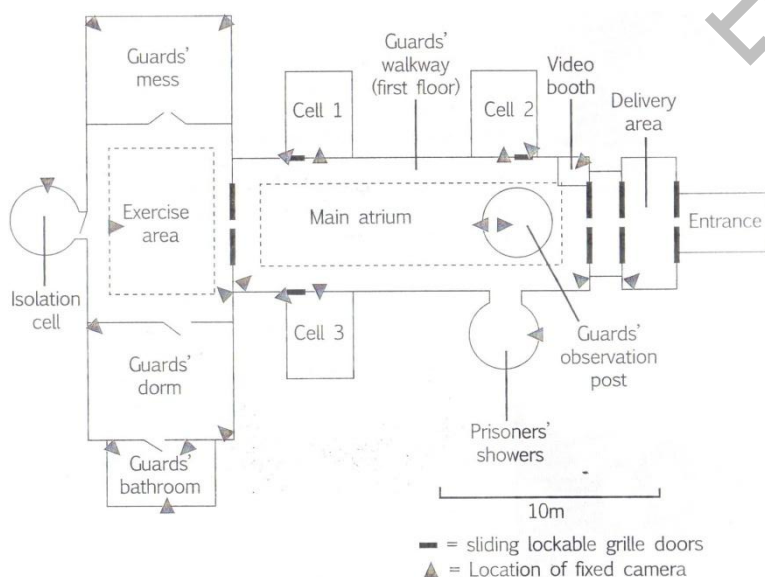 Guards'
mess
Guards'
walkway
(first floor)
Video
booth
Delivery
area
Cell 1
Cell 2
Exercise
area
Main atrium
Entrance
Isolation
cell
Cell 3
Guards'
dorm
Guards'
observation
post
Prisoners'
showers
Guards'
bathroom
10m
= sliding lockable grille doors
= Location of fixed camera